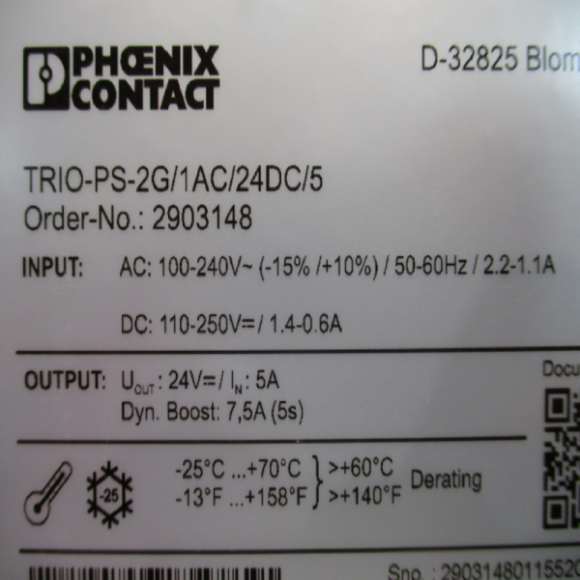 PHŒNIX
CONTACT
D-32825 Blom
TRIO-PS-2G/1AC/24DC/5
Order-No.: 2903148
INPUT: AC: 100-240V~ (-15% /+10%) / 50-60Hz / 2.2-1.1A
DC: 110-250V⎓/ 1.4-0.6A
OUTPUT: UOUT: 24V⎓/ IN: 5A
Dyn. Boost: 7,5A (5s)
Docu
-25
-25°C ...+70°C } >+60°C Derating
-13°F ...+158°F } >+140°F
Sno.: 29031480115520